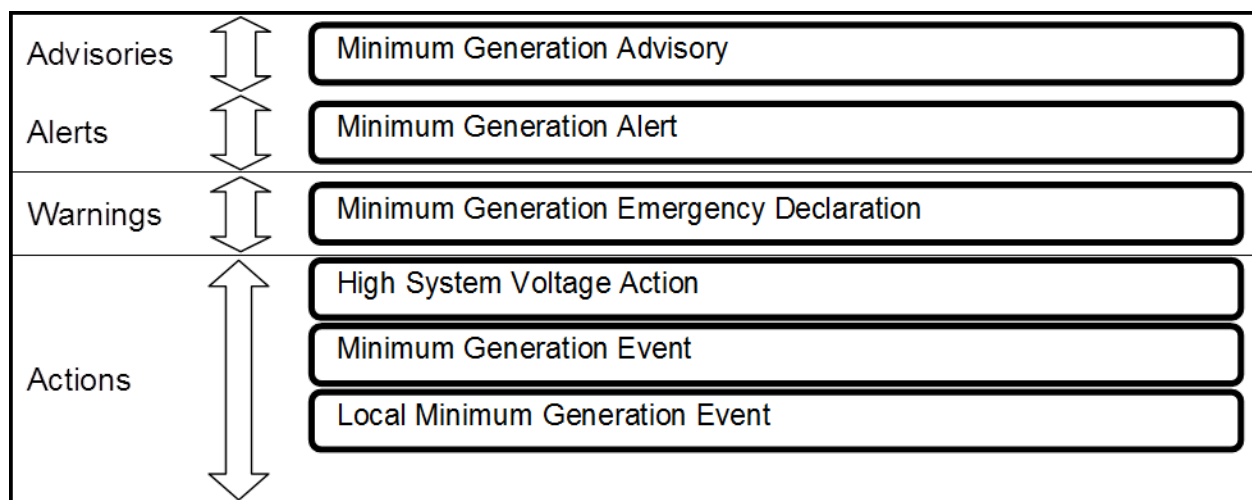 Advisories
Minimum Generation Advisory
Alerts
Minimum Generation Alert
Warnings
Minimum Generation Emergency Declaration
Actions
High System Voltage Action
Minimum Generation Event
Local Minimum Generation Event